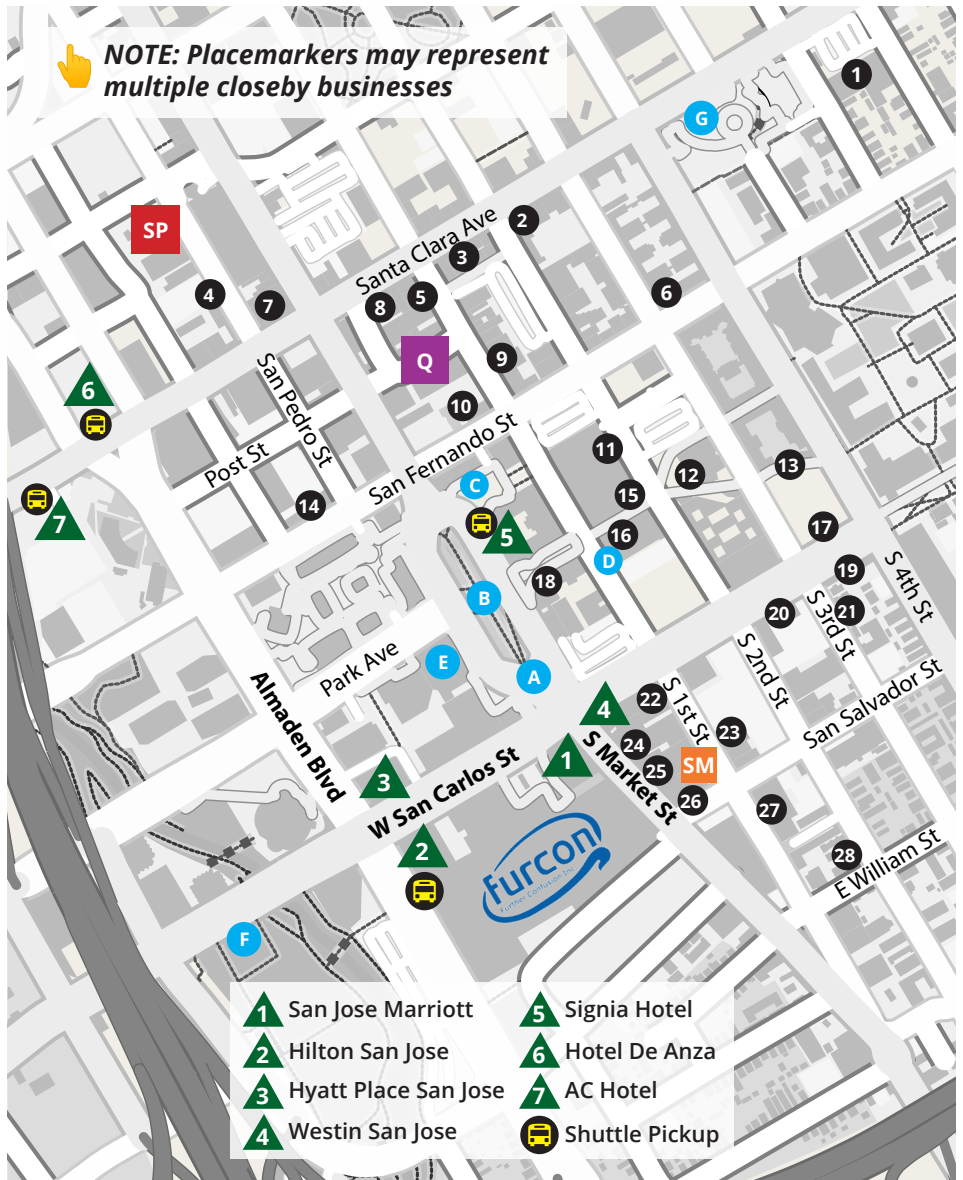 NOTE: Placemarkers may represent
multiple closeby businesses
1
G
SP
2
Santa Clara Ave
3
4
7
8
5
6
Q
9
6
San Pedro St
10
Post St
San Fernando St
11
12
13
14
15
7
C
5
16
17
D
18
19
S 4th St
B
20
S 3rd St
21
Park Ave
E
A
S 2nd St
San Salvador St
Almaden Blvd
4
22
S 1st St
23
1
24
25
SM
S Market St
26
3
W San Carlos St
27
2
furcon
Further Confusion Inc
28
E William St
F
1 San Jose Marriott
2 Hilton San Jose
3 Hyatt Place San Jose
4 Westin San Jose
5 Signia Hotel
6 Hotel De Anza
7 AC Hotel
Shuttle Pickup